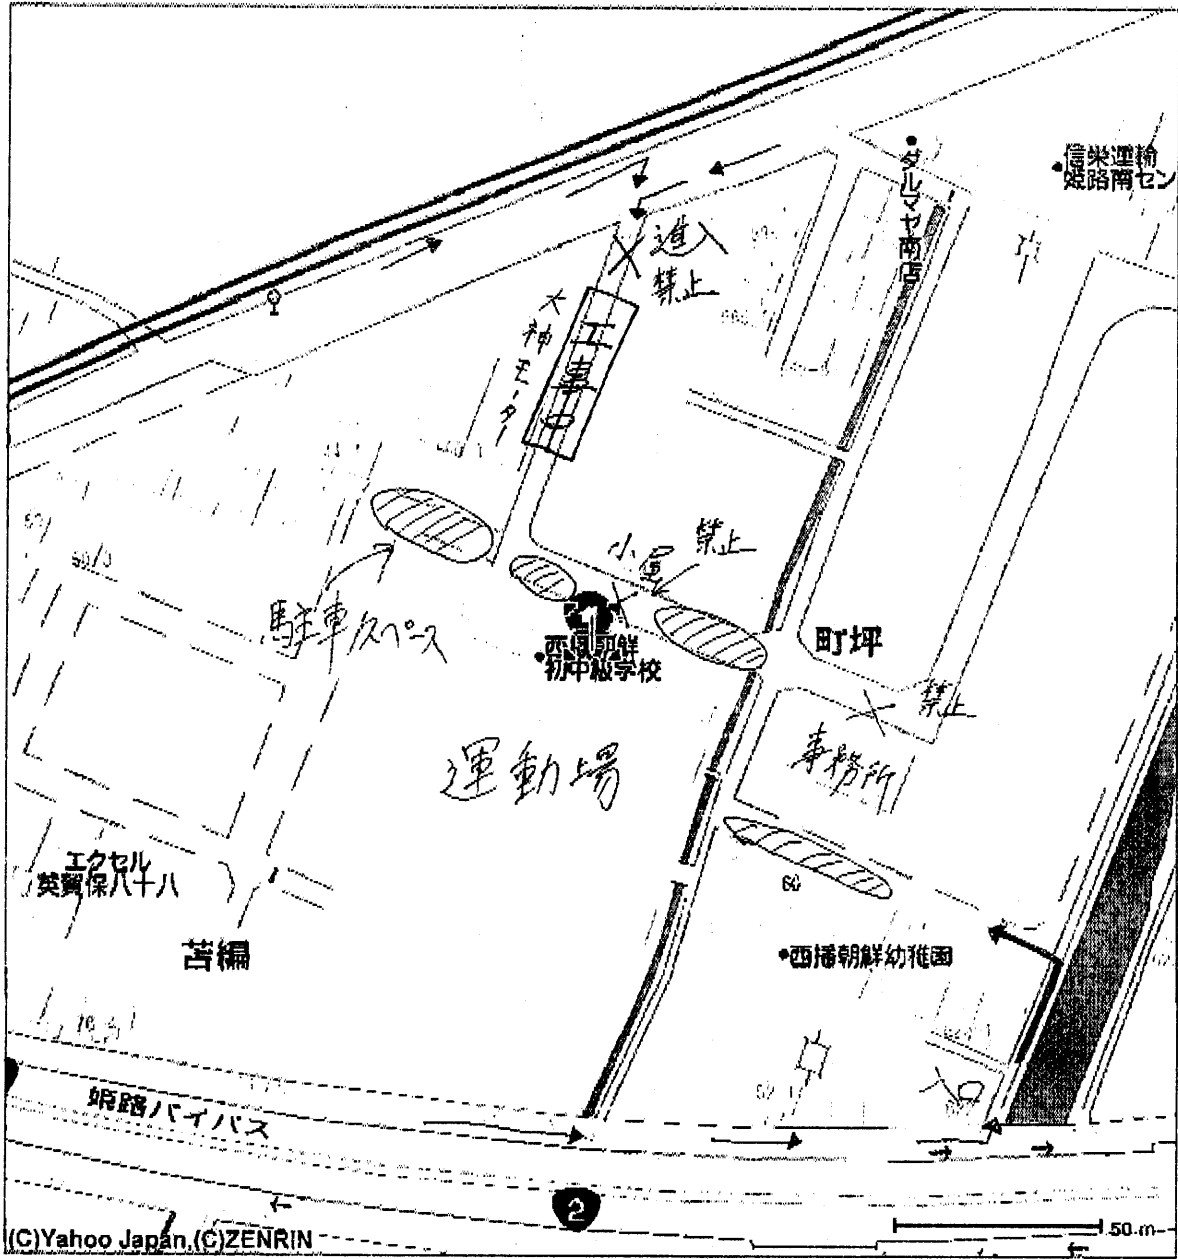 ダルマヤ南店
信栄運輸
姫路南セン
進入
禁止
大神モーター
工事中
小屋
禁止
駐車スペース
1
西播朝鮮
初中級学校
町坪
禁止
事務所
運動場
60
エクセル
英賀保八十八
苫編
西播朝鮮幼稚園
入口
姫路バイパス
2
50 m
(C)Yahoo Japan,(C)ZENRIN